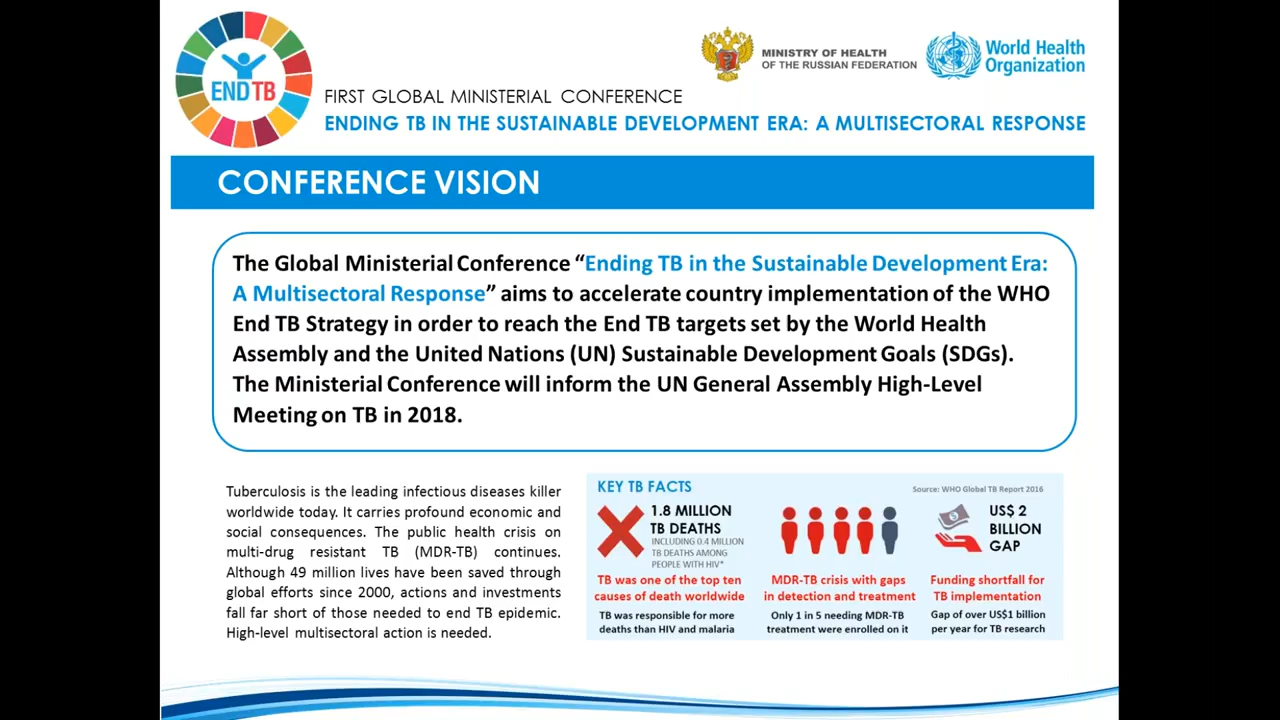 END TB
MINISTRY OF HEALTH
OF THE RUSSIAN FEDERATION
World Health
Organization
FIRST GLOBAL MINISTERIAL CONFERENCE
ENDING TB IN THE SUSTAINABLE DEVELOPMENT ERA: A MULTISECTORAL RESPONSE
CONFERENCE VISION
The Global Ministerial Conference “Ending TB in the Sustainable Development Era:
A Multisectoral Response” aims to accelerate country implementation of the WHO
End TB Strategy in order to reach the End TB targets set by the World Health
Assembly and the United Nations (UN) Sustainable Development Goals (SDGs).
The Ministerial Conference will inform the UN General Assembly High-Level
Meeting on TB in 2018.
Tuberculosis is the leading infectious diseases killer
worldwide today. It carries profound economic and
social consequences. The public health crisis on
multi-drug resistant TB (MDR-TB) continues.
Although 49 million lives have been saved through
global efforts since 2000, actions and investments
fall far short of those needed to end TB epidemic.
High-level multisectoral action is needed.
KEY TB FACTS
Source: WHO Global TB Report 2016
1.8 MILLION
TB DEATHS
INCLUDING 0.4 MILLION
TB DEATHS AMONG
PEOPLE WITH HIV*
TB was one of the top ten
causes of death worldwide
TB was responsible for more
deaths than HIV and malaria
MDR-TB crisis with gaps
in detection and treatment
Only 1 in 5 needing MDR-TB
treatment were enrolled on it
US$ 2
BILLION
GAP
Funding shortfall for
TB implementation
Gap of over US$1 billion
per year for TB research